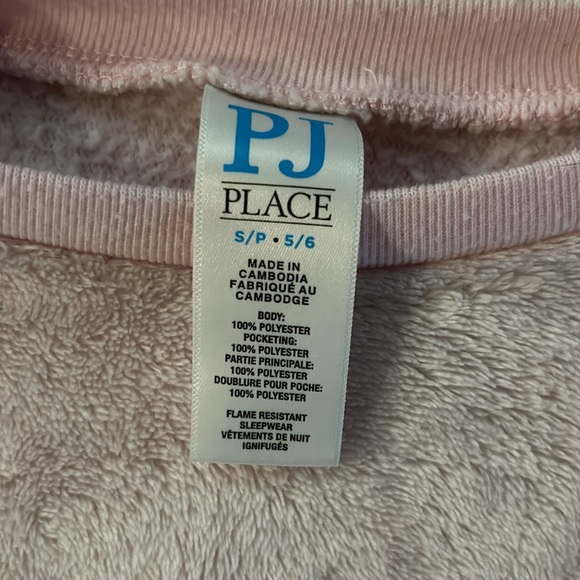 PJ
PLACE
S/P • 5/6
MADE IN
CAMBODIA
FABRIQUÉ AU
CAMBODGE
BODY:
100% POLYESTER
POCKETING:
100% POLYESTER
PARTIE PRINCIPALE:
100% POLYESTER
DOUBLURE POUR POCHE:
100% POLYESTER
FLAME RESISTANT
SLEEPWEAR
VÊTEMENTS DE NUIT
IGNIFUGÉS